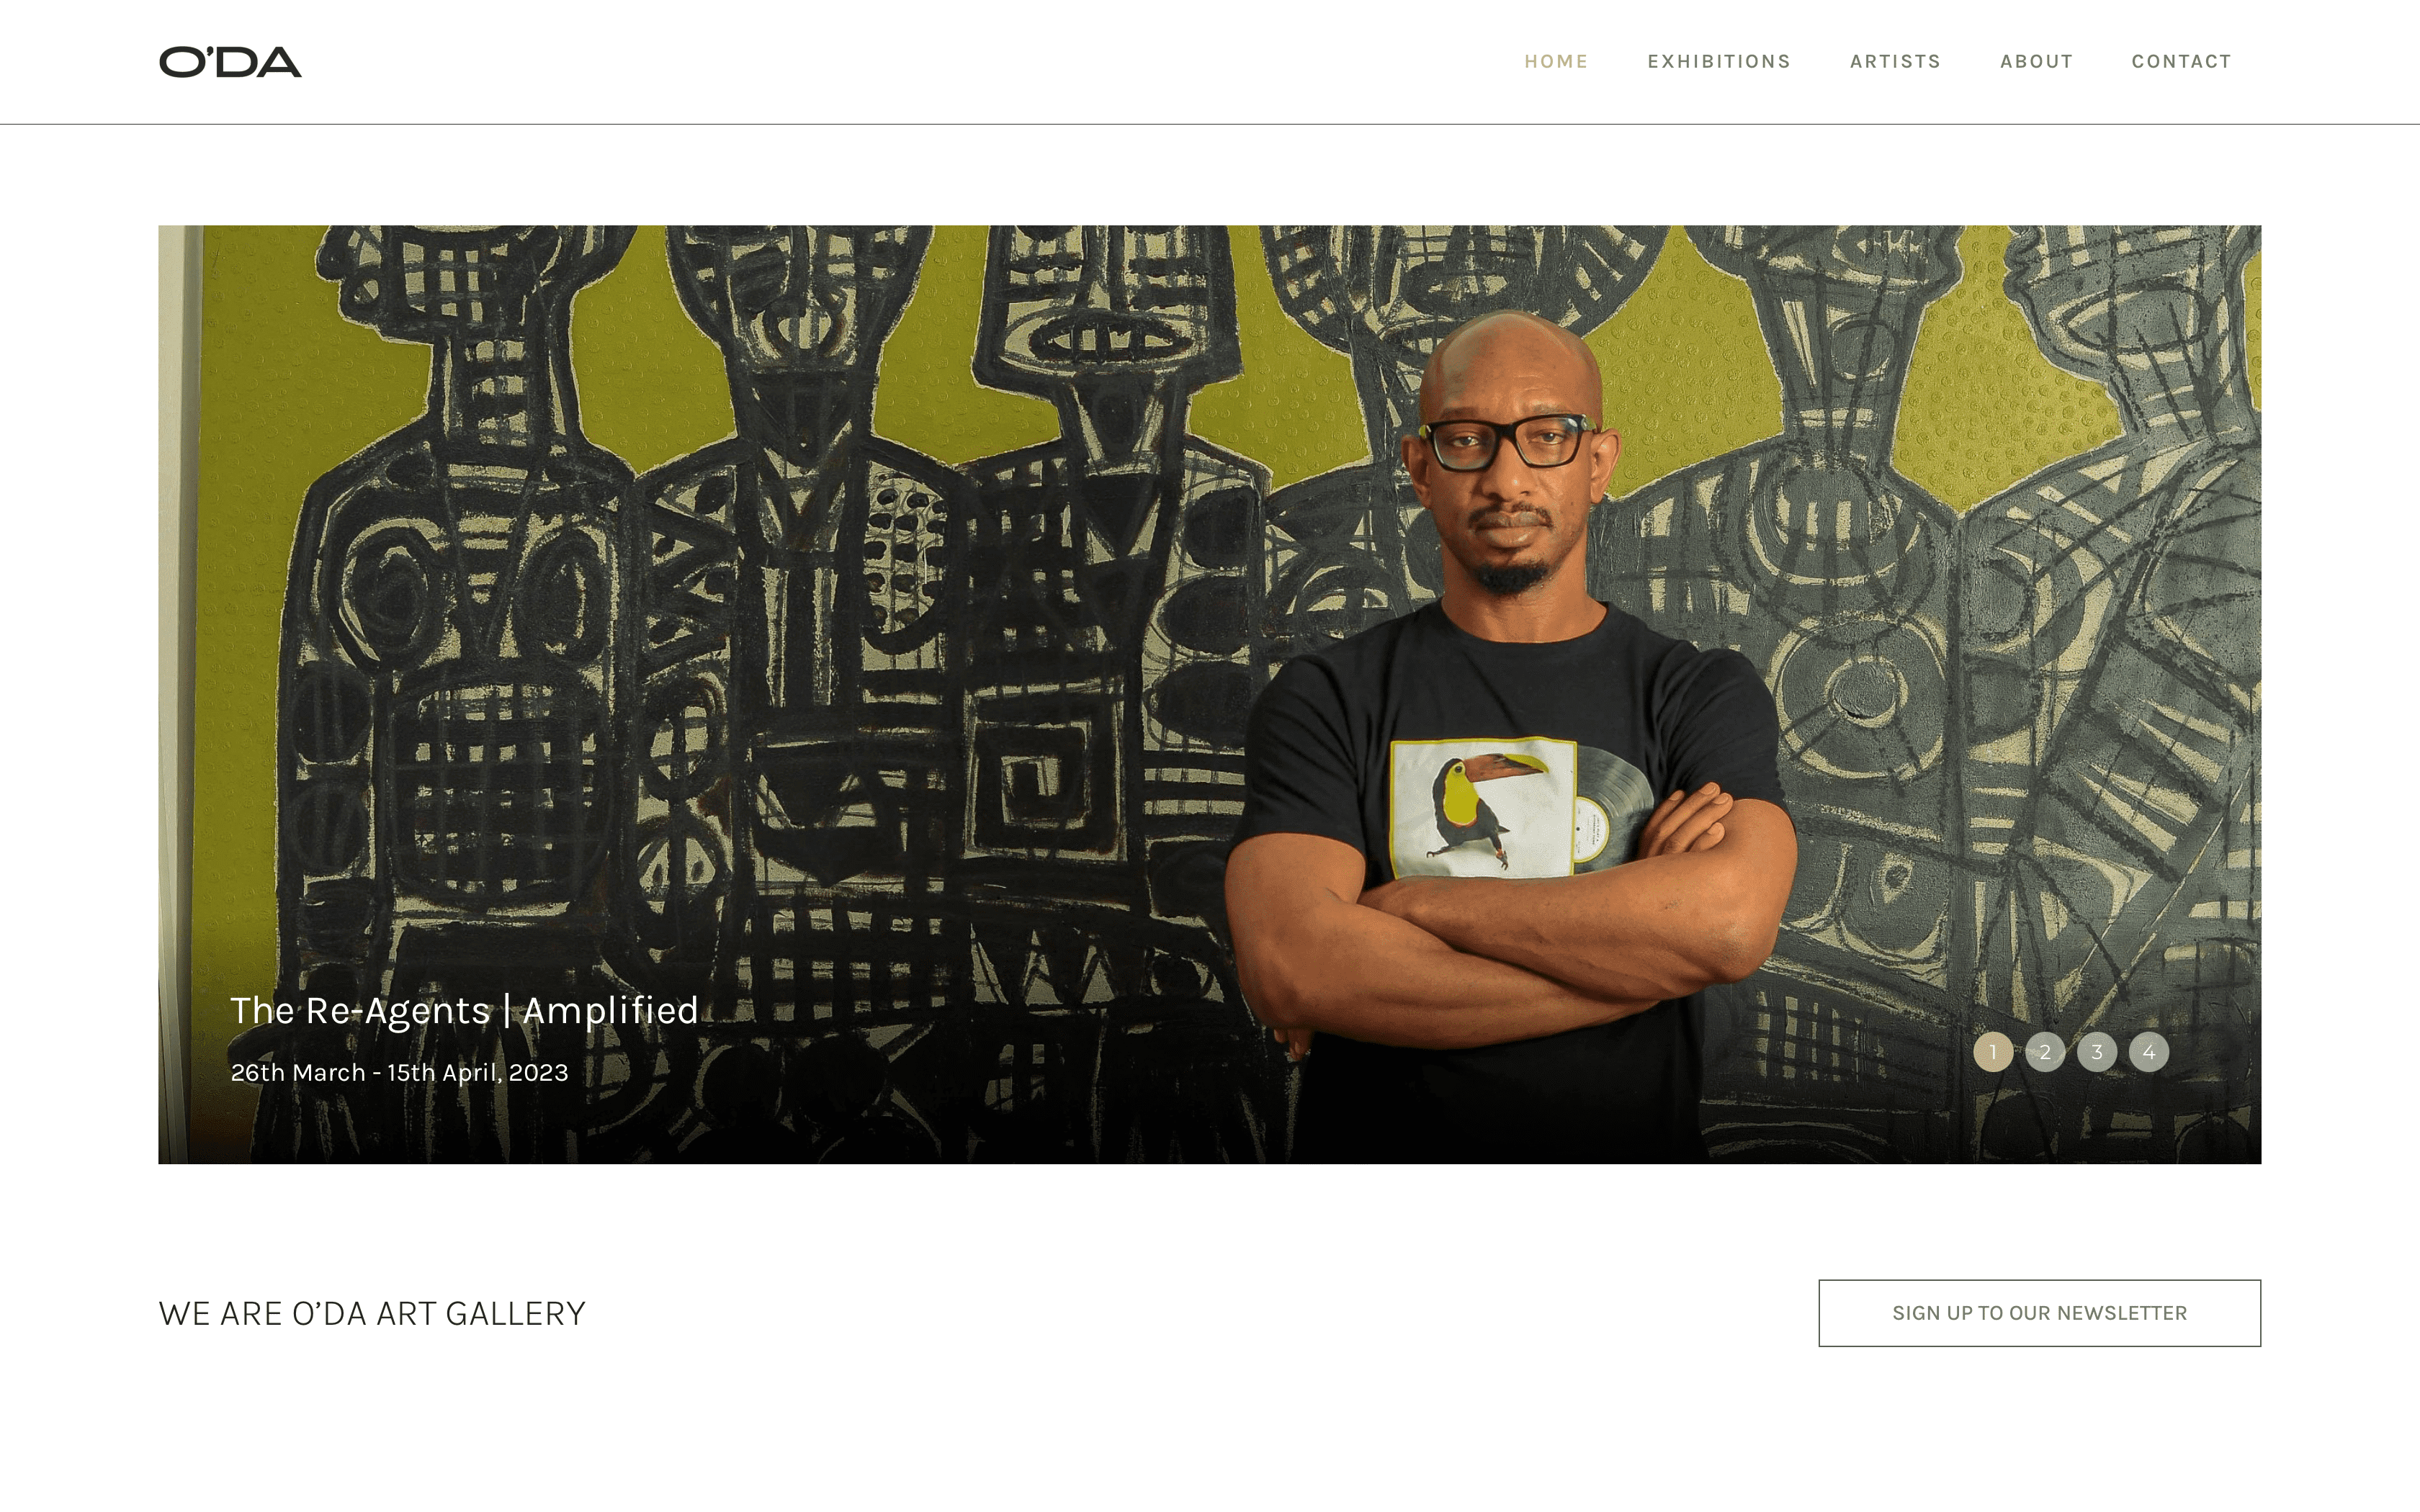 O’DA
HOME EXHIBITIONS ARTISTS ABOUT CONTACT
The Re-Agents | Amplified
26th March - 15th April, 2023
1 2 3 4
WE ARE O’DA ART GALLERY
SIGN UP TO OUR NEWSLETTER